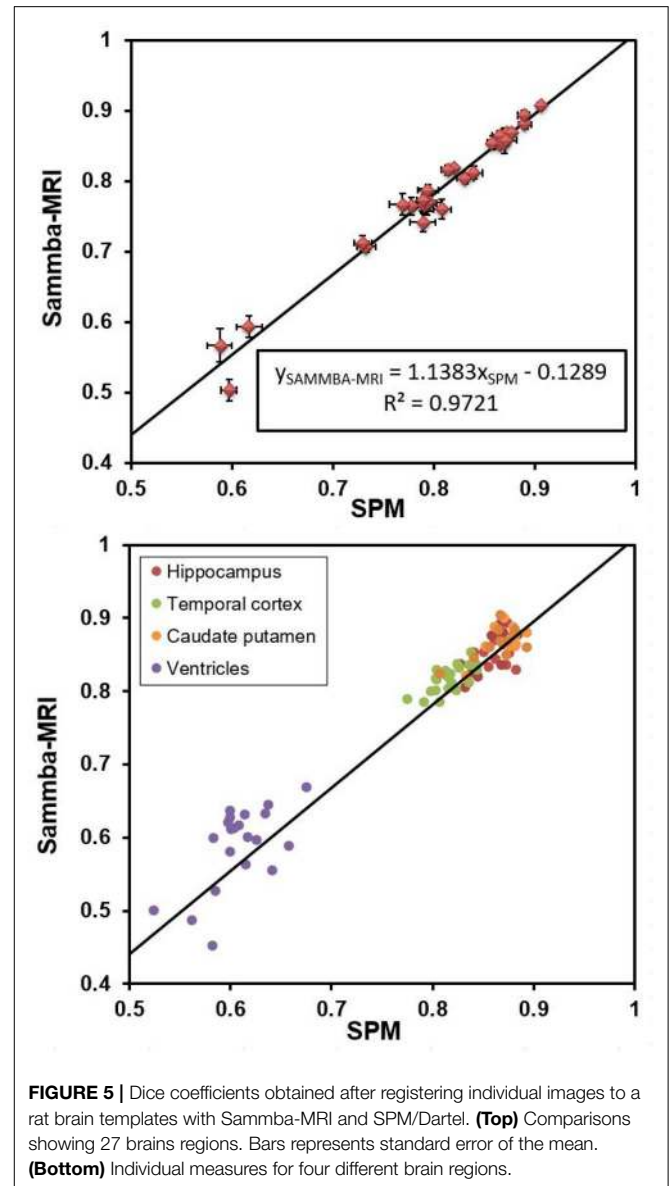 1
0.9
0.8
0.7
0.6
0.5
0.4
Sammba-MRI
y_SAMMBA-MRI = 1.1383x_SPM - 0.1289
R² = 0.9721
0.5 0.6 0.7 0.8 0.9 1
SPM
1
0.9
0.8
0.7
0.6
0.5
0.4
Sammba-MRI
Hippocampus
Temporal cortex
Caudate putamen
Ventricles
0.5 0.6 0.7 0.8 0.9 1
SPM
FIGURE 5 | Dice coefficients obtained after registering individual images to a
rat brain templates with Sammba-MRI and SPM/Dartel. (Top) Comparisons
showing 27 brains regions. Bars represents standard error of the mean.
(Bottom) Individual measures for four different brain regions.